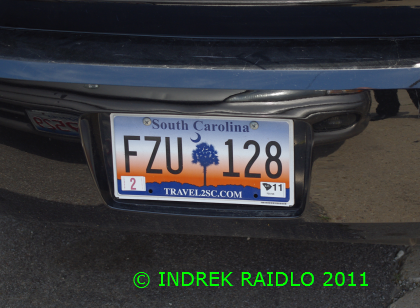 South Carolina
FZU 128
2 11
TRAVEL2SC.COM
© INDREK RAIDLO 2011